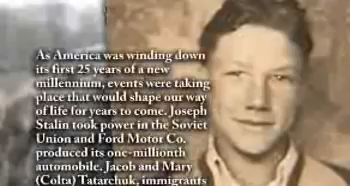 As America was winding down
its first 25 years of a new
millennium, events were taking
place that would shape our way
of life for years to come. Joseph
Stalin took power in the Soviet
Union and Ford Motor Co.
produced its one-millionth
automobile. Jacob and Mary
(Colta) Tatarchuk, immigrants